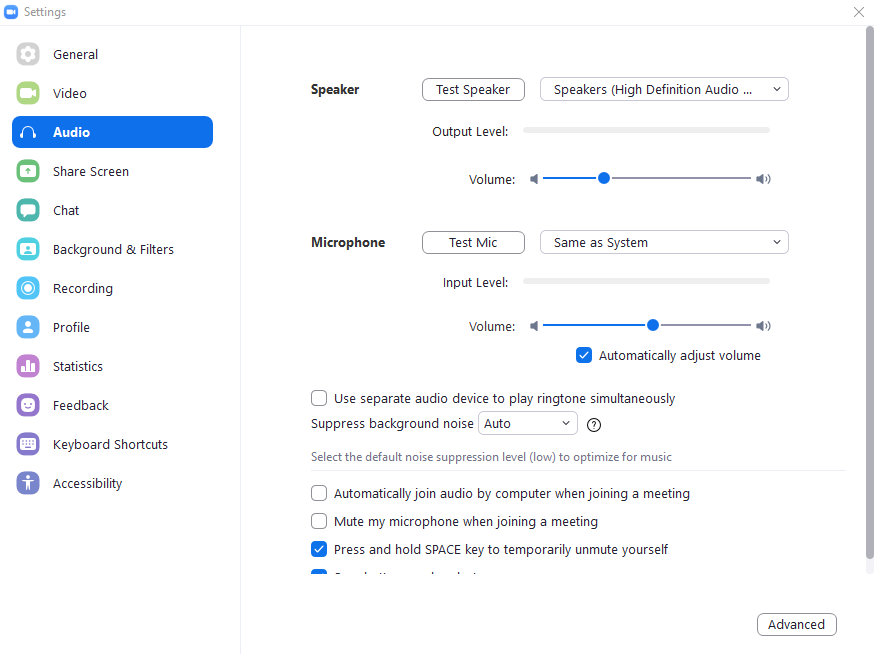 Settings
General
Video
Audio
Share Screen
Chat
Background & Filters
Recording
Profile
Statistics
Feedback
Keyboard Shortcuts
Accessibility
Speaker Test Speaker Speakers (High Definition Audio ...
Output Level:
Volume:
Microphone Test Mic Same as System
Input Level:
Volume:
Automatically adjust volume
Use separate audio device to play ringtone simultaneously
Suppress background noise Auto ?
Select the default noise suppression level (low) to optimize for music
Automatically join audio by computer when joining a meeting
Mute my microphone when joining a meeting
Press and hold SPACE key to temporarily unmute yourself
Advanced